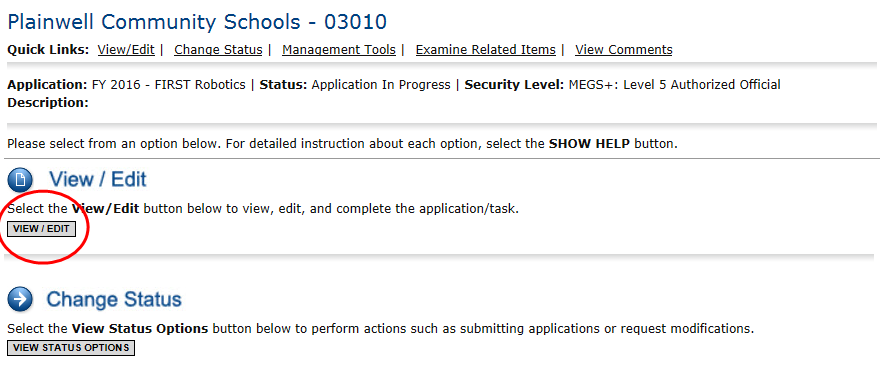 Plainwell Community Schools - 03010
Quick Links: View/Edit | Change Status | Management Tools | Examine Related Items | View Comments
Application: FY 2016 - FIRST Robotics | Status: Application In Progress | Security Level: MEGS+: Level 5 Authorized Official
Description:
Please select from an option below. For detailed instruction about each option, select the SHOW HELP button.
View / Edit
Select the View/Edit button below to view, edit, and complete the application/task.
VIEW / EDIT
Change Status
Select the View Status Options button below to perform actions such as submitting applications or request modifications.
VIEW STATUS OPTIONS